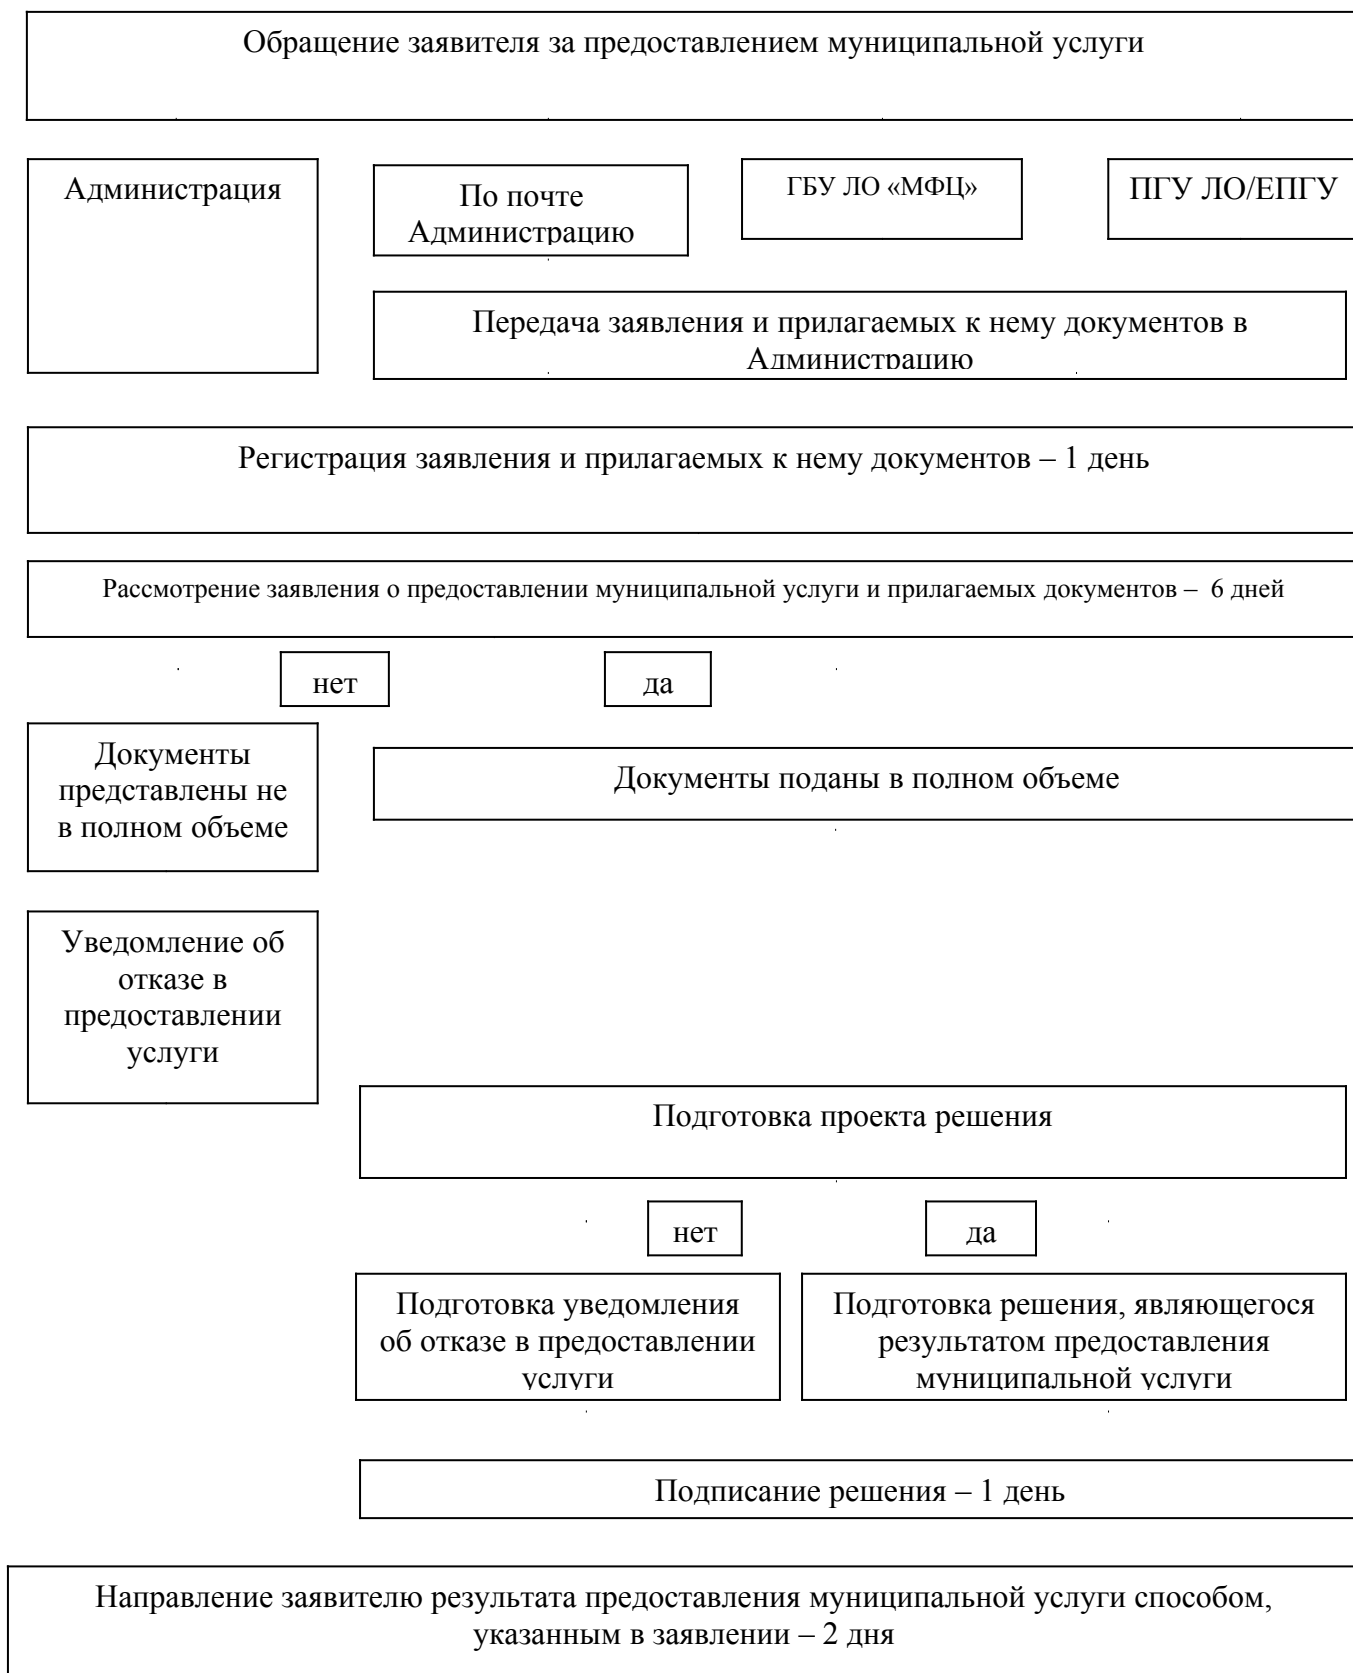 Обращение заявителя за предоставлением муниципальной услуги
Администрация
По почте
Администрацию
ГБУ ЛО «МФЦ»
ПГУ ЛО/ЕПГУ
Передача заявления и прилагаемых к нему документов в
Администрацию
Регистрация заявления и прилагаемых к нему документов – 1 день
Рассмотрение заявления о предоставлении муниципальной услуги и прилагаемых документов – 6 дней
нет
да
Документы
представлены не
в полном объеме
Документы поданы в полном объеме
Уведомление об
отказе в
предоставлении
услуги
Подготовка проекта решения
нет
да
Подготовка уведомления
об отказе в предоставлении
услуги
Подготовка решения, являющегося
результатом предоставления
муниципальной услуги
Подписание решения – 1 день
Направление заявителю результата предоставления муниципальной услуги способом,
указанным в заявлении – 2 дня